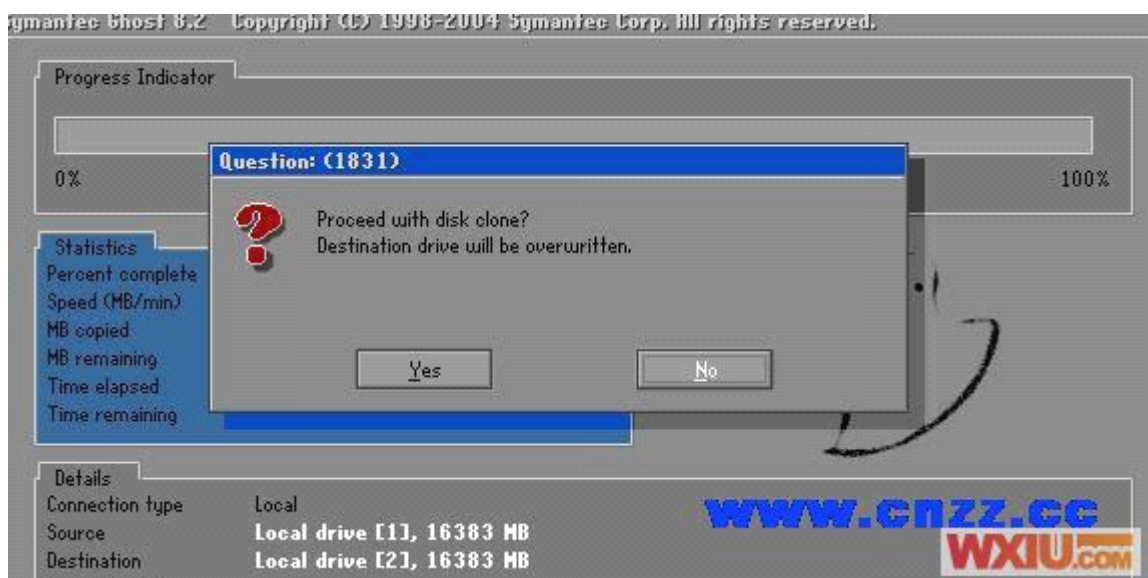 ymantec Ghost 8.2 Copyright (C) 1998-2004 Symantec Corp. All rights reserved.
Progress Indicator
0% 100%
Question: (1831)
Proceed with disk clone?
Destination drive will be overwritten.
Yes No
Statistics
Percent complete
Speed (MB/min)
MB copied
MB remaining
Time elapsed
Time remaining
Details
Connection type Local
Source Local drive [1], 16383 MB
Destination Local drive [2], 16383 MB
www.cnzz.cc
WXIU.COM